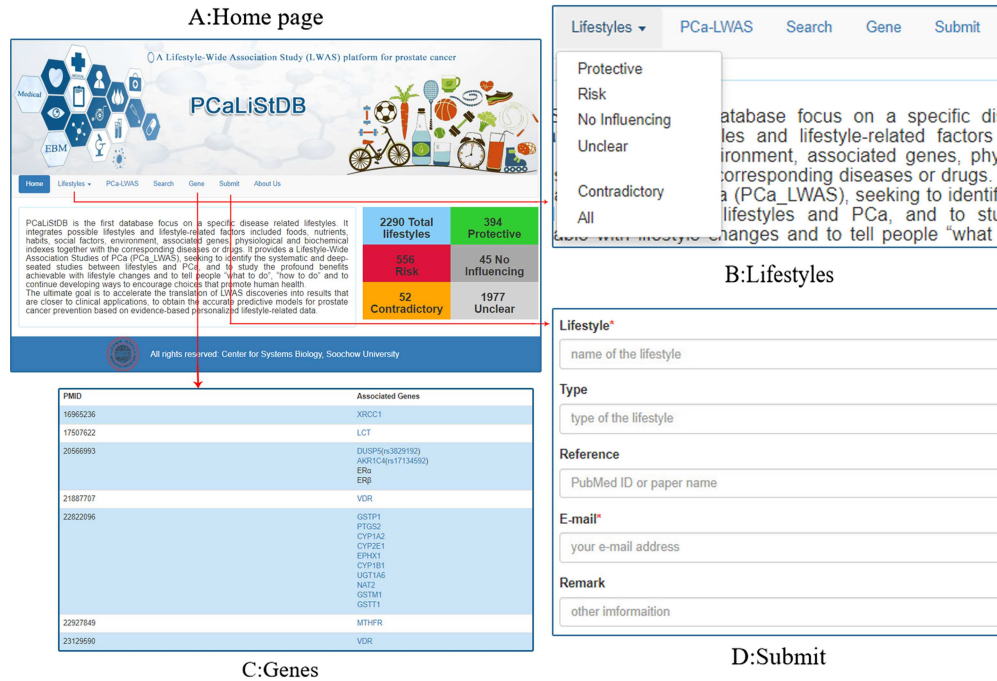 A:Home page
A Lifestyle-Wide Association Study (LWAS) platform for prostate cancer
Medical
EBM
PCaLiStDB
Home Lifestyles PCa-LWAS Search Gene Submit About Us
PCaLiStDB is the first database focus on a specific disease related lifestyles. It
integrates possible lifestyles and lifestyle-related factors included foods, nutrients,
habits, social factors, environment, associated genes, physiological and biochemical
indexes together with the corresponding diseases or drugs. It provides a Lifestyle-Wide
Association Studies of PCa (PCa_LWAS), seeking to identify the systematic and deep-
seated studies between lifestyles and PCa, and to study the profound benefits
achievable with lifestyle changes and to tell people "what to do", "how to do" and to
continue developing ways to encourage choices that promote human health.
The ultimate goal is to accelerate the translation of LWAS discoveries into results that
are closer to clinical applications, to obtain the accurate predictive models for prostate
cancer prevention based on evidence-based personalized lifestyle-related data.
2290 Total
lifestyles
394
Protective
556
Risk
45 No
Influencing
52
Contradictory
1977
Unclear
All rights reserved: Center for Systems Biology, Soochow University
Lifestyles PCa-LWAS Search Gene Submit
Protective
Risk
No Influencing
Unclear
Contradictory
All
atabase focus on a specific
les and lifestyle-related factors
ironment, associated genes,
corresponding diseases or drugs.
(PCa_LWAS), seeking to
lifestyles and PCa, and to
changes and to tell people "what
B:Lifestyles
PMID Associated Genes
16965236 XRCC1
17507622 LCT
20566993 DUSP5(rs3829192)
AKR1C4(rs17134592)
ERα
ERβ
21887707 VDR
22822096 GSTP1
PTGS2
CYP1A2
CYP2E1
EPHX1
CYP1B1
UGT1A6
NAT2
GSTM1
GSTT1
22927849 MTHFR
23129590 VDR
C:Genes
Lifestyle*
name of the lifestyle
Type
type of the lifestyle
Reference
PubMed ID or paper name
E-mail*
your e-mail address
Remark
other imformaition
D:Submit